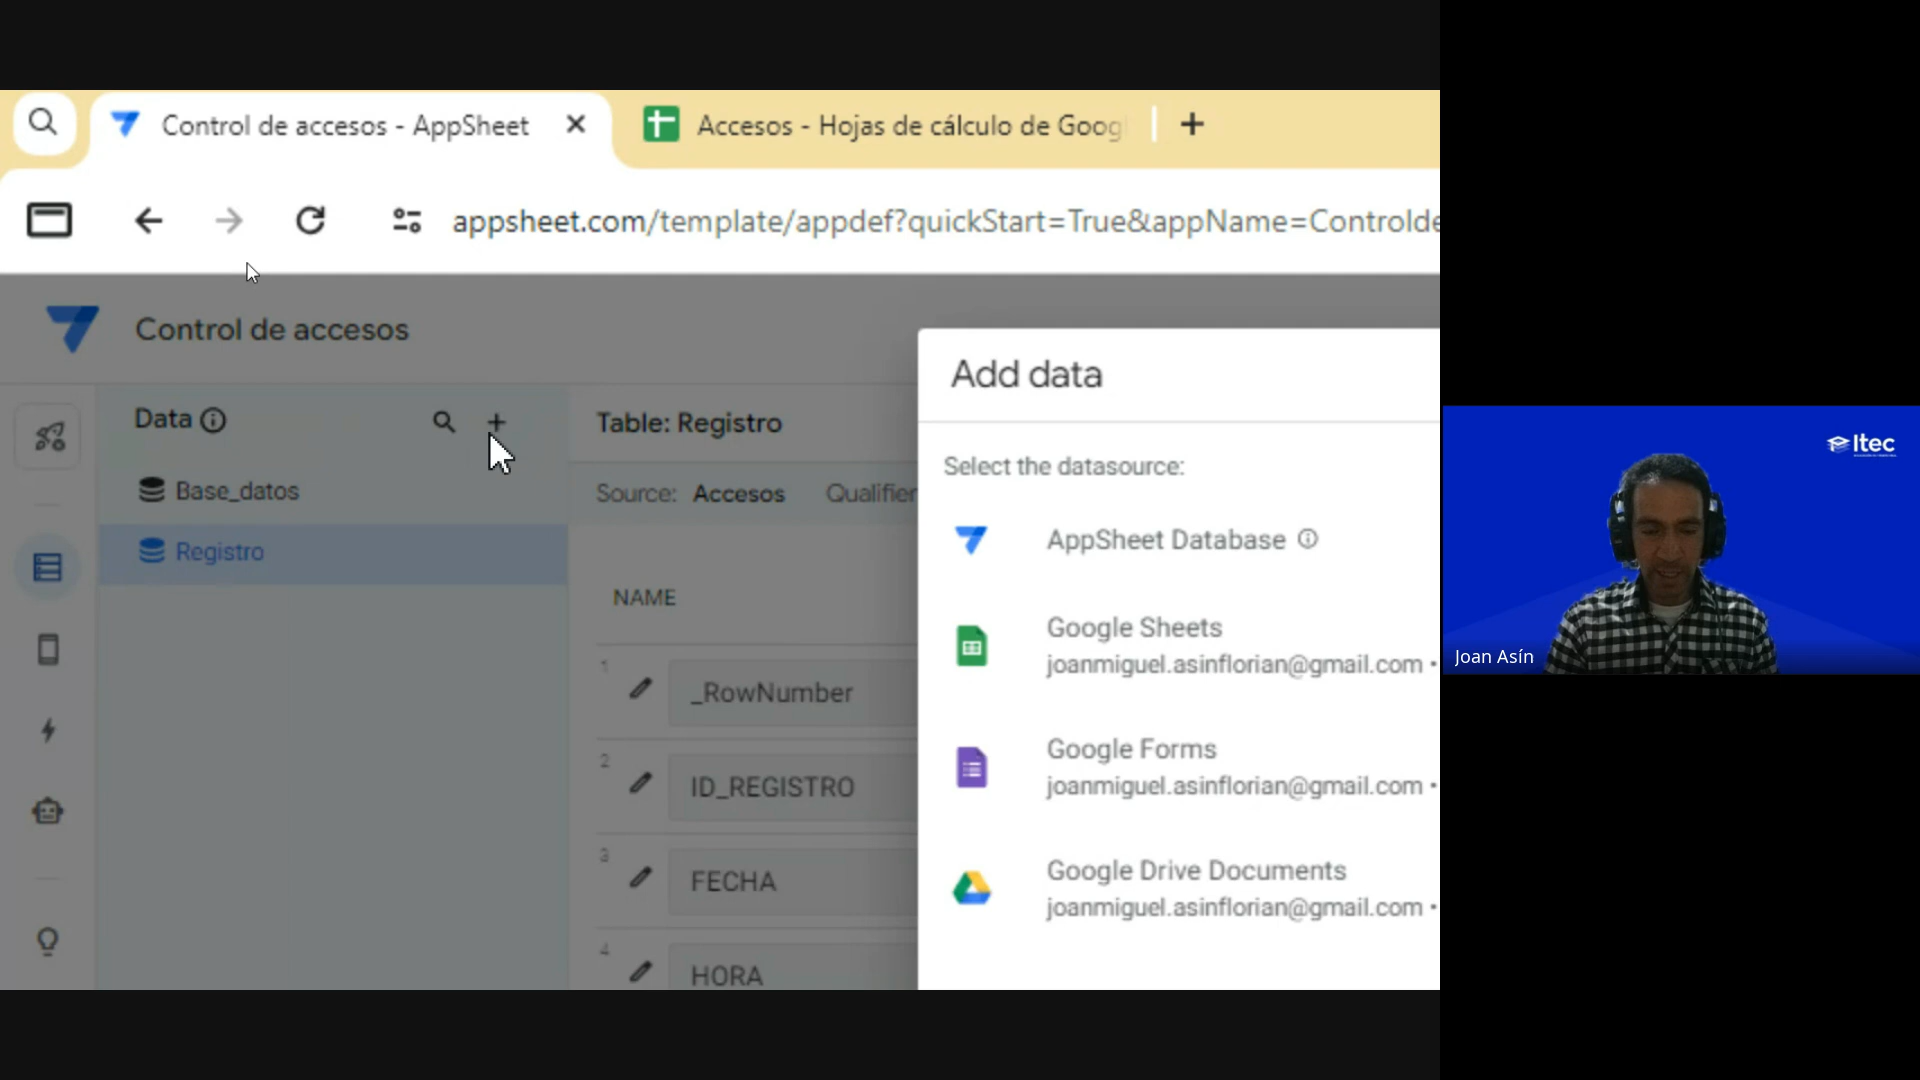 Control de accesos - AppSheet
Accesos - Hojas de cálculo de Goog
appsheet.com/template/appdef?quickStart=True&appName=Controlde
Control de accesos
Data
Base_datos
Registro
Table: Registro
Source: Accesos Qualifier
NAME
1
_RowNumber
2
ID_REGISTRO
3
FECHA
4
HORA
Add data
Select the datasource:
AppSheet Database
Google Sheets
joanmiguel.asinflorian@gmail.com •
Google Forms
joanmiguel.asinflorian@gmail.com •
Google Drive Documents
joanmiguel.asinflorian@gmail.com •
Itec
Joan Asín